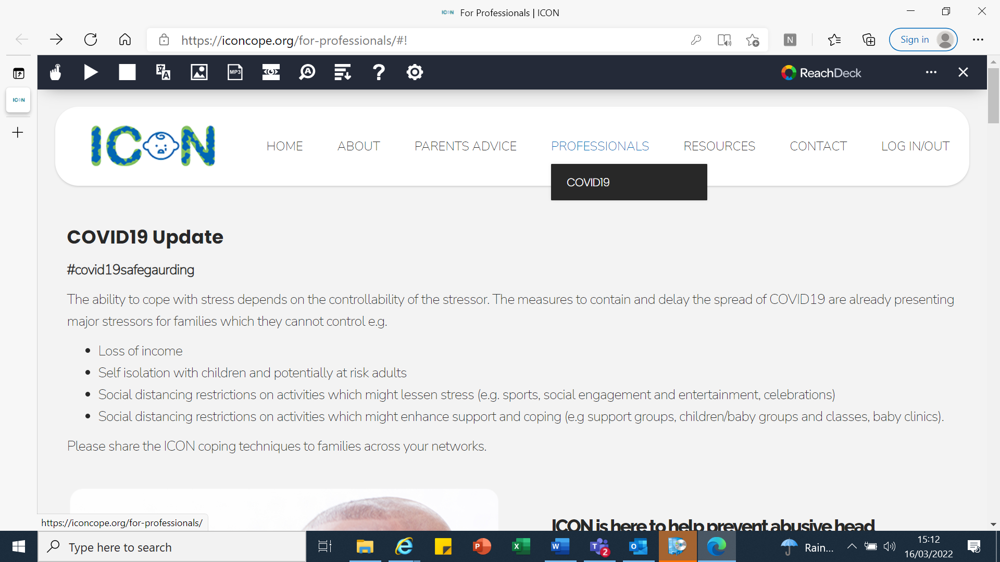 ICON For Professionals | ICON
https://iconcope.org/for-professionals/#!
N
Sign in
MP3
A
?
ReachDeck
ICON
ICON
HOME ABOUT PARENTS ADVICE PROFESSIONALS RESOURCES CONTACT LOG IN/OUT
COVID19
COVID19 Update
#covid19safegaurding
The ability to cope with stress depends on the controllability of the stressor. The measures to contain and delay the spread of COVID19 are already presenting
major stressors for families which they cannot control e.g.
Loss of income
Self isolation with children and potentially at risk adults
Social distancing restrictions on activities which might lessen stress (e.g. sports, social engagement and entertainment, celebrations)
Social distancing restrictions on activities which might enhance support and coping (e.g support groups, children/baby groups and classes, baby clinics).
Please share the ICON coping techniques to families across your networks.
ICON is here to help prevent abusive head
https://iconcope.org/for-professionals/
Type here to search
P
X
W
T 2
O
Rain...
15:12
16/03/2022